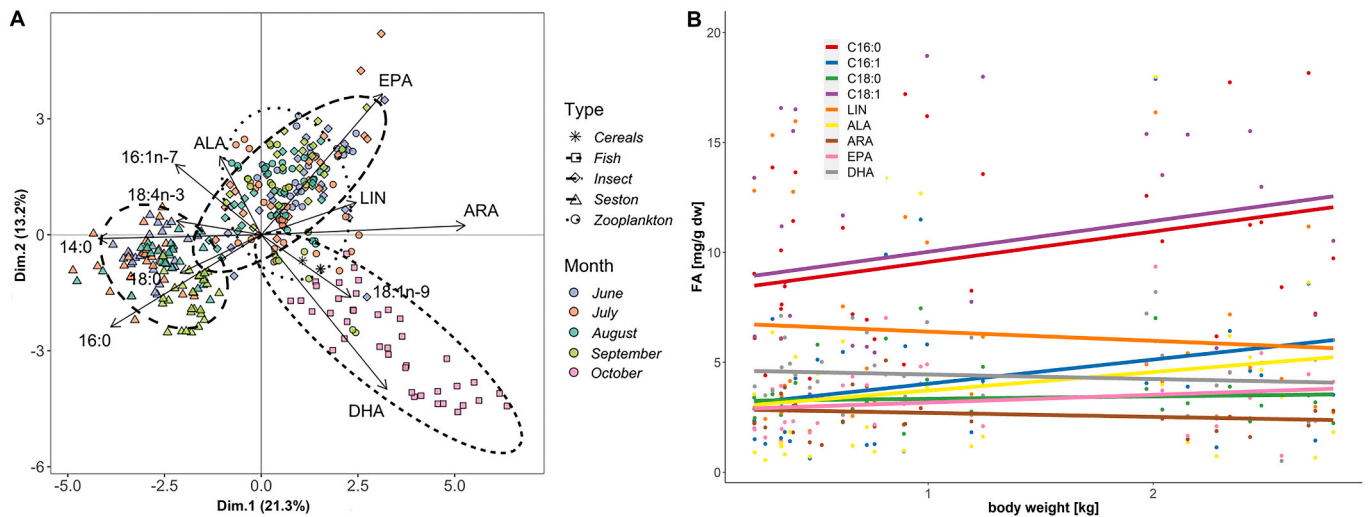 A
EPA
ALA
16:1n-7
18:4n-3
LIN
ARA
14:0
18:0
18:1n-9
16:0
DHA
3
0
-3
-6
Dim.2 (13.2%)
-5.0
-2.5
0.0
2.5
5.0
Dim.1 (21.3%)
Type
Cereals
Fish
Insect
Seston
Zooplankton
Month
June
July
August
September
October
B
20
15
10
5
0
FA [mg/g dw]
C16:0
C16:1
C18:0
C18:1
LIN
ALA
ARA
EPA
DHA
1
2
body weight [kg]